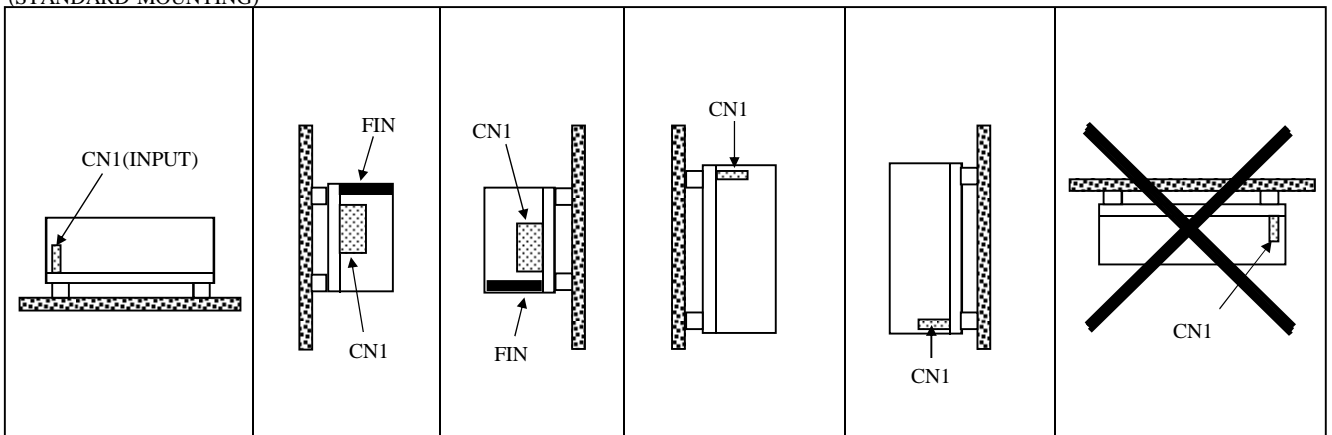 (STANDARD MOUNTING)
CN1(INPUT)
FIN
CN1
CN1
FIN
CN1
CN1
CN1